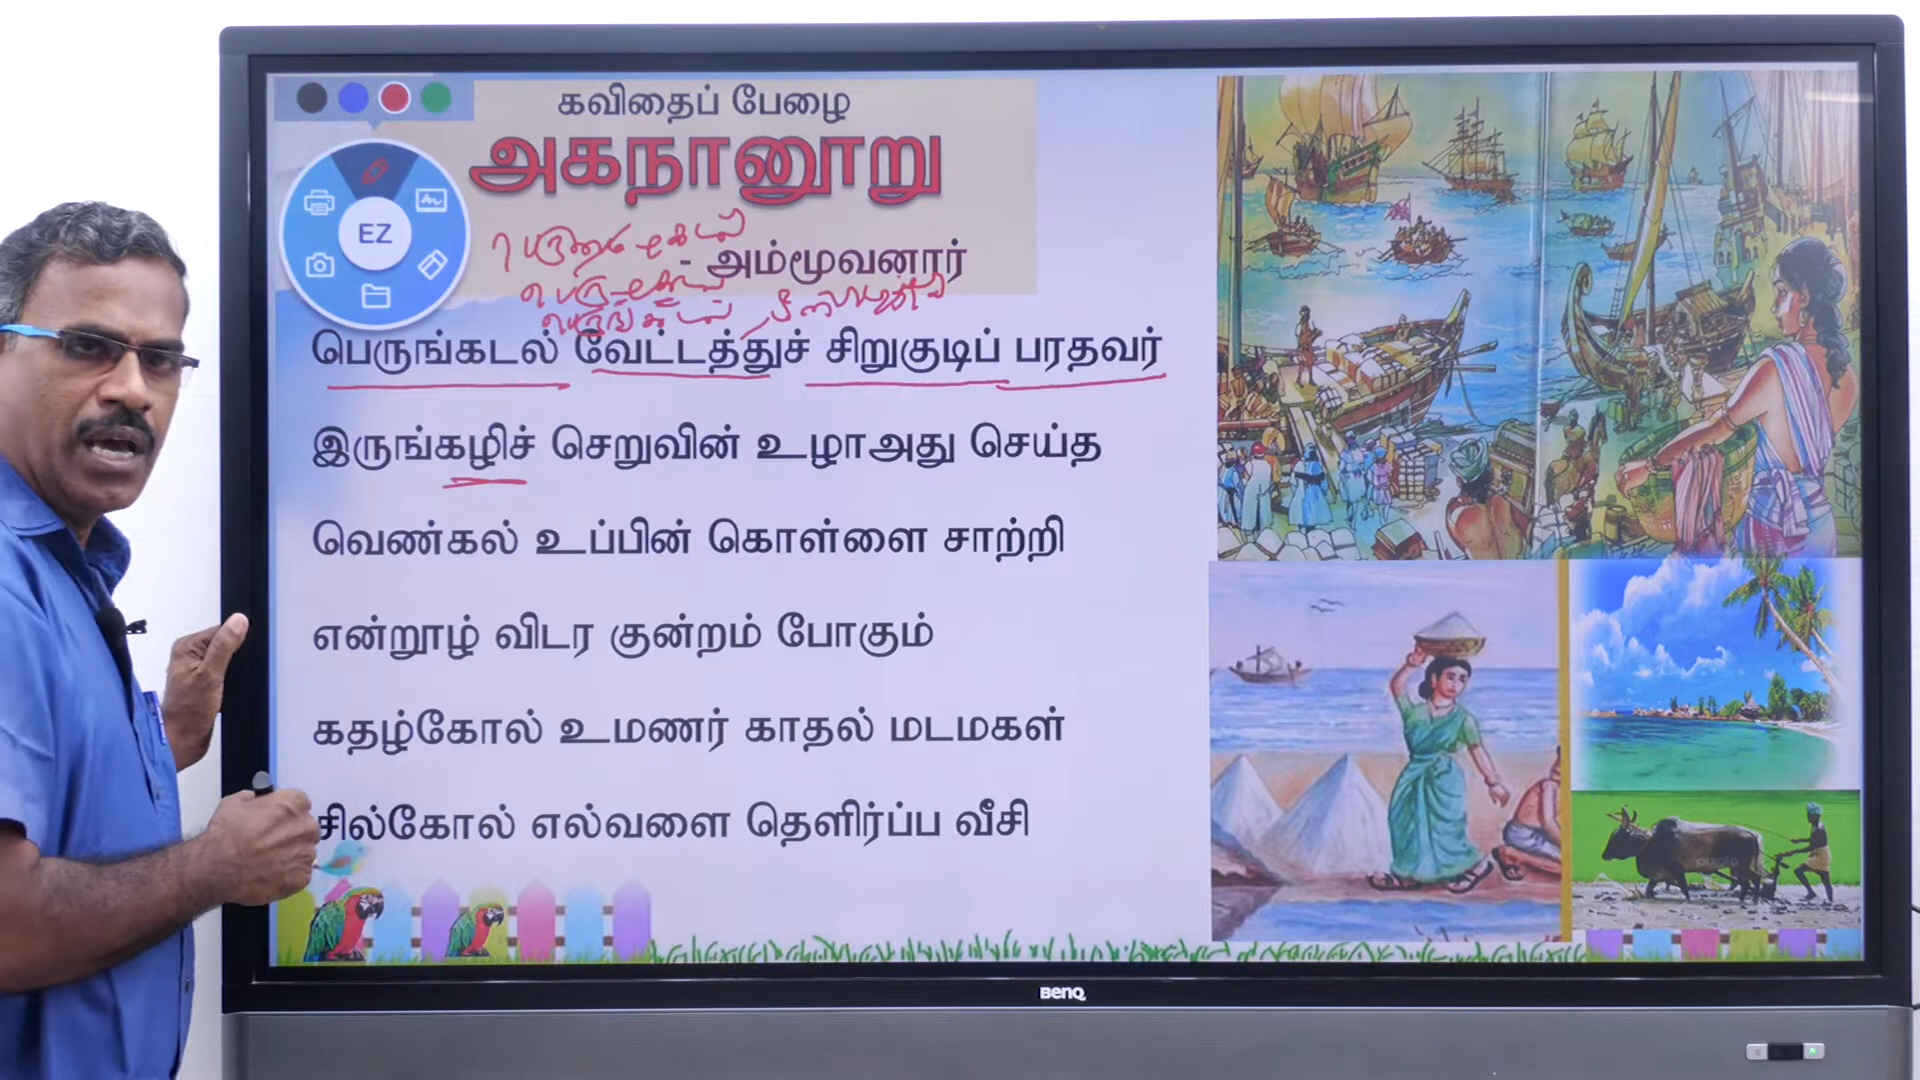 கவிதைப் பேழை
அகநானூறு
EZ
- அம்மூவனார்
பெருங்கடல்
பெருங்கடல் வேட்டத்துச் சிறுகுடிப் பரதவர்
இருங்கழிச் செறுவின் உழாஅது செய்த
வெண்கல் உப்பின் கொள்ளை சாற்றி
என்றூழ் விடர குன்றம் போகும்
கதழ்கோல் உமணர் காதல் மடமகள்
சில்கோல் எல்வளை தெளிர்ப்ப வீசி
BenQ